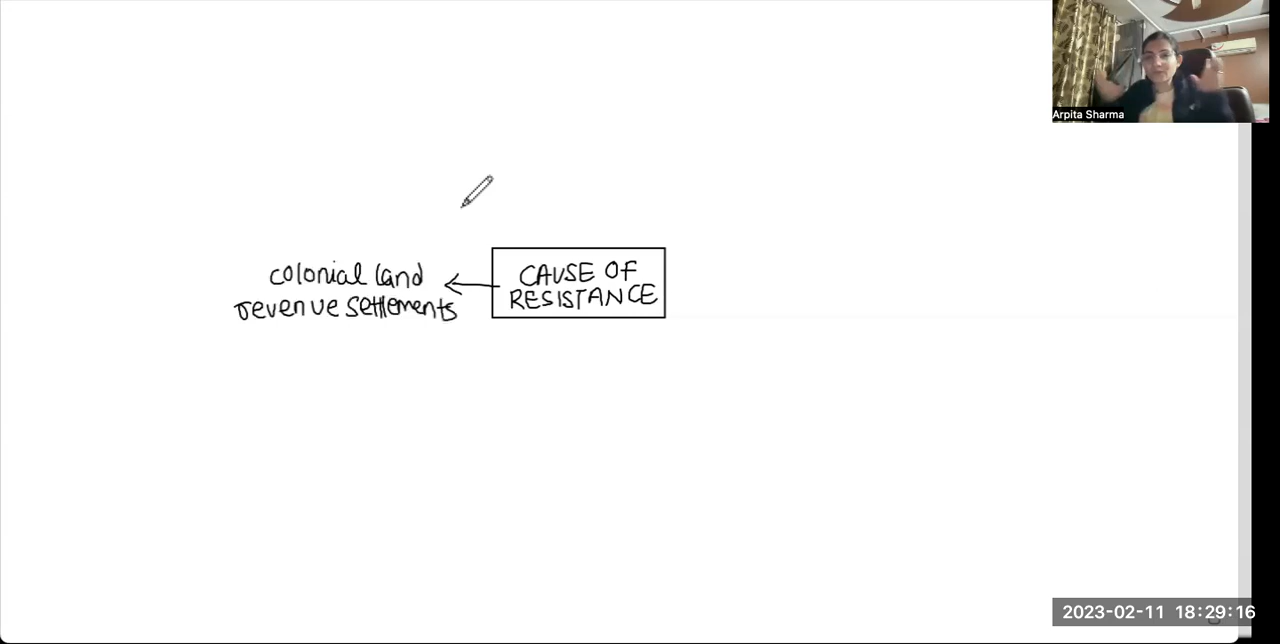 Arpita Sharma
colonial land
revenue settlements
CAUSE OF
RESISTANCE
2023-02-11 18:29:16